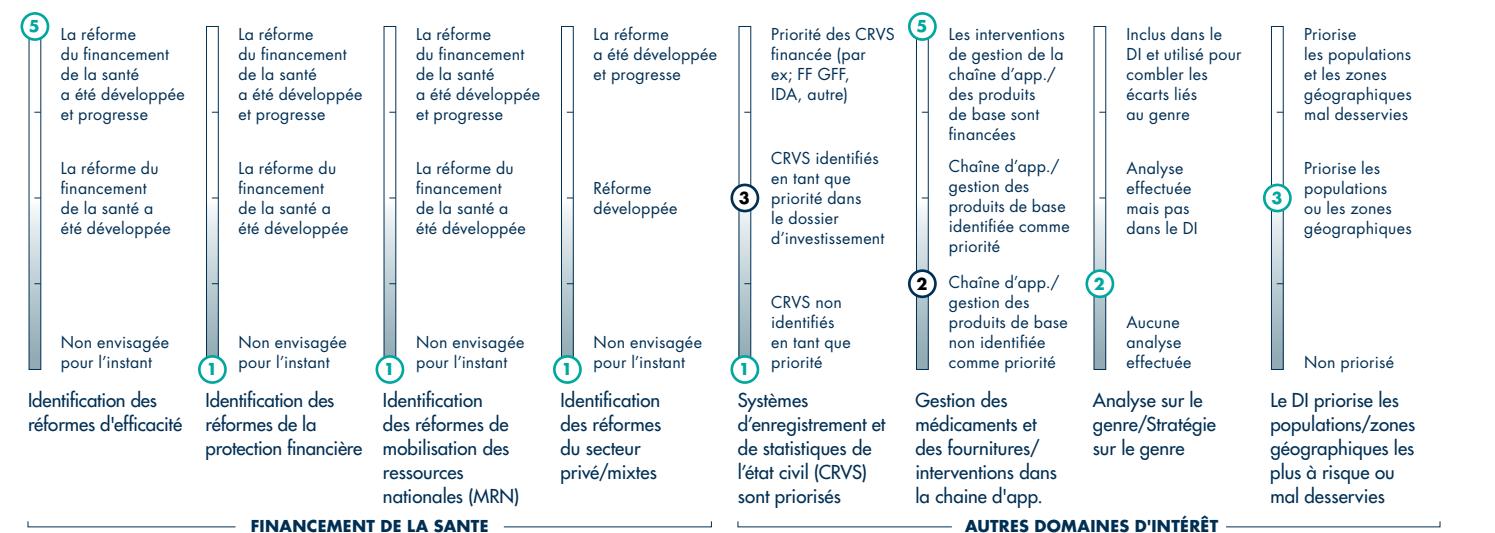 5
La réforme
du financement
de la santé
a été développée
et progresse
La réforme du
financement
de la santé a
été développée
Non envisagée
pour l'instant
Identification des
réformes d'efficacité
La réforme
du financement
de la santé
a été développée
et progresse
La réforme du
financement
de la santé a
été développée
1
Non envisagée
pour l'instant
Identification des
réformes de la
protection financière
La réforme
du financement
de la santé
a été développée
et progresse
La réforme du
financement
de la santé a
été développée
1
Non envisagée
pour l'instant
Identification
des réformes de
mobilisation des
ressources
nationales (MRN)
La réforme
a été développée
et progresse
Réforme
développée
1
Non envisagée
pour l'instant
Identification
des réformes
du secteur
privé/mixtes
FINANCEMENT DE LA SANTE
Priorité des CRVS
financée (par
ex; FF GFF,
IDA, autre)
3
CRVS identifiés
en tant que
priorité dans
le dossier
d'investissement
CRVS non
identifiés
en tant que
priorité
1
Systèmes
d'enregistrement et
de statistiques de
l'état civil (CRVS)
sont priorisés
5
Les interventions
de gestion de la
chaîne d'app./
des produits
de base sont
financées
Chaîne d'app./
gestion des
produits de base
identifiée comme
priorité
2
Chaîne d'app./
gestion des
produits de base
non identifiée
comme priorité
Gestion des
médicaments et
des fournitures/
interventions dans
la chaine d'app.
Inclus dans le
DI et utilisé pour
combler les
écarts liés
au genre
Analyse
effectuée
mais pas
dans le DI
2
Aucune
analyse
effectuée
Analyse sur le
genre/Stratégie
sur le genre
Priorise
les populations
et les zones
géographiques
mal desservies
3
Priorise les
populations
ou les zones
géographiques
Non priorisé
Le DI priorise les
populations/zones
géographiques les
plus à risque ou
mal desservies
AUTRES DOMAINES D'INTÉRÊT